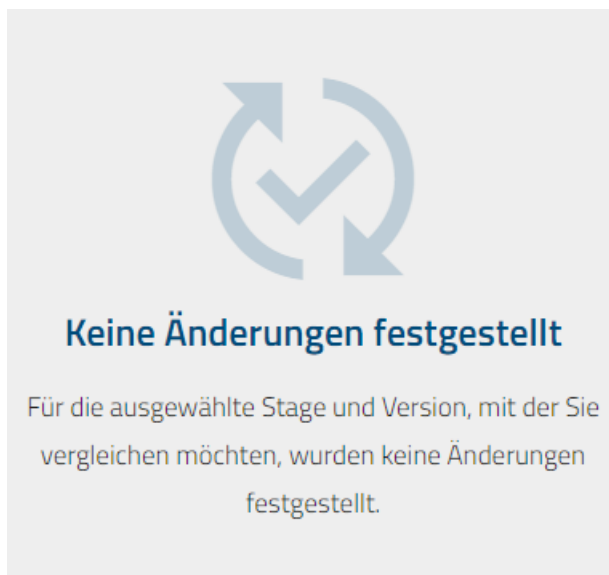 Keine Änderungen festgestellt
Für die ausgewählte Stage und Version, mit der Sie
vergleichen möchten, wurden keine Änderungen
festgestellt.